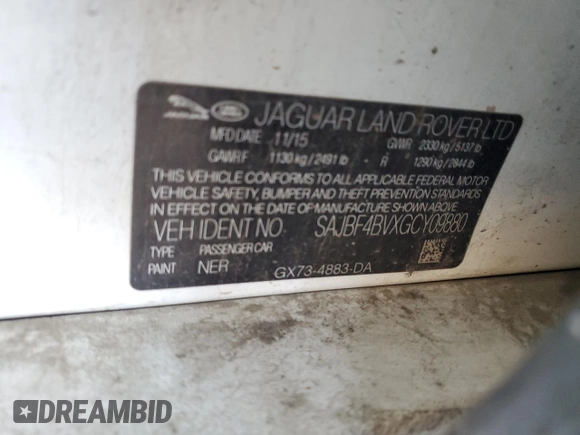 JAGUAR LAND ROVER LTD
MFD DATE 11/15 GVWR 2330 kg / 5137 lb
GAWR F 1130 kg / 2491 lb - R 1290 kg / 2844 lb
THIS VEHICLE CONFORMS TO ALL APPLICABLE FEDERAL MOTOR
VEHICLE SAFETY, BUMPER AND THEFT PREVENTION STANDARDS
IN EFFECT ON THE DATE OF MANUFACTURE SHOWN ABOVE.
VEH IDENT NO SAJBF4BVXGCY09880
TYPE PASSENGER CAR
PAINT NER GX73-4883-DA
DREAMBID